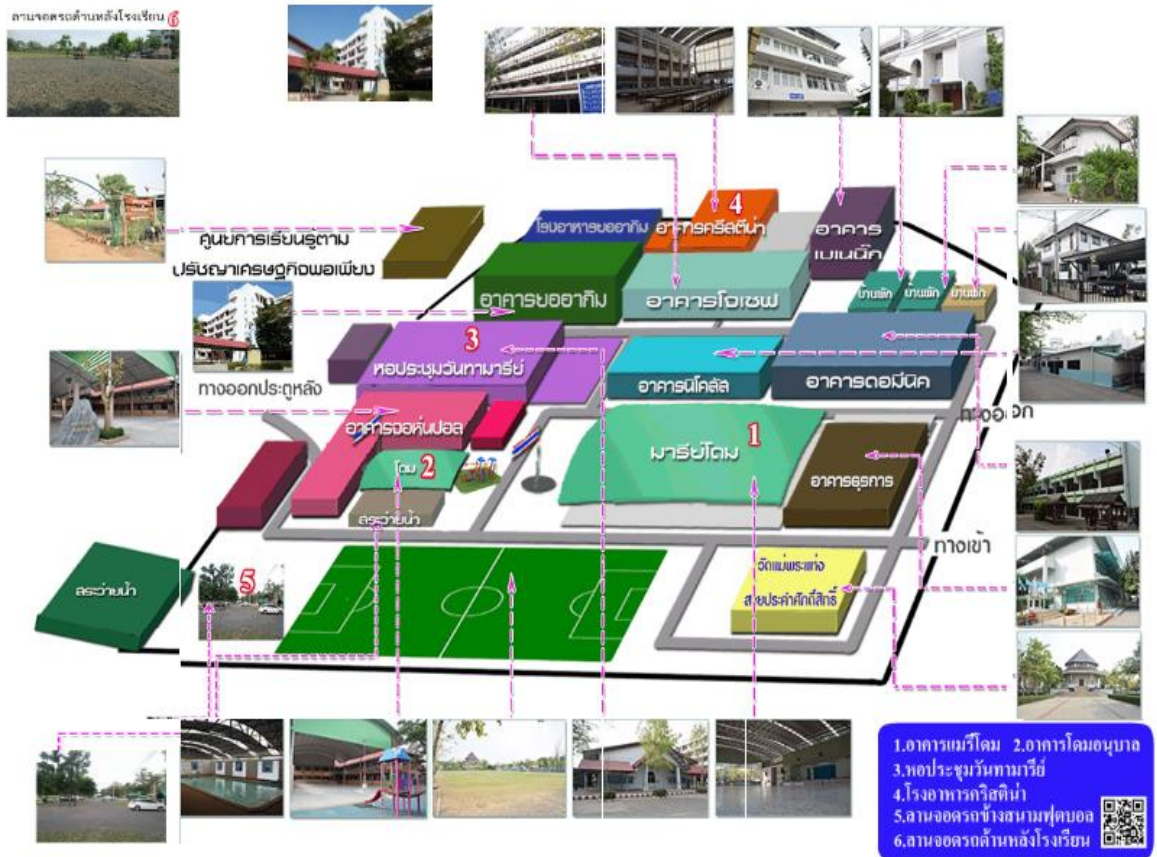 ลานจอดรถด้านหลังโรงเรียน 6
โรงอาหารยออากิม
4
อาคารคริสตีน่า
อาคาร
เบเนนิก
ศูนย์การเรียนรู้ตาม
ปรัชญาเศรษฐกิจพอเพียง
อาคารยออากิม
อาคารโจเซฟ
บ้านพัก
บ้านพัก
บ้านพัก
3
หอประชุมวันทามารีย์
ทางออกประตูหลัง
อาคารนิโคลัส
อาคารดอมีนิค
ทางออก
อาคารจอห์นปอล
มารีย์โดม 1
โดม 2
อาคารธุรการ
สระว่ายน้ำ
ทางเข้า
สระว่ายน้ำ
5
วัดแม่พระแห่ง
สายประคำศักดิ์สิทธิ์
1.อาคารแมรี่โดม 2.อาคารโดมอนุบาล
3.หอประชุมวันทามารีย์
4.โรงอาหารคริสติน่า
5.ลานจอดรถข้างสนามฟุตบอล
6.ลานจอดรถด้านหลังโรงเรียน